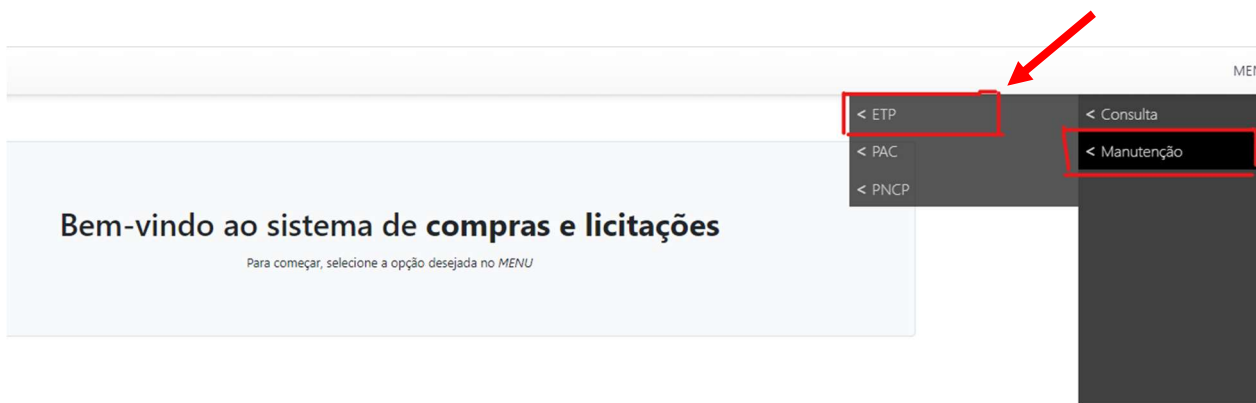 MEN
< ETP
< Consulta
< PAC
< Manutenção
< PNCP
Bem-vindo ao sistema de compras e licitações
Para começar, selecione a opção desejada no MENU